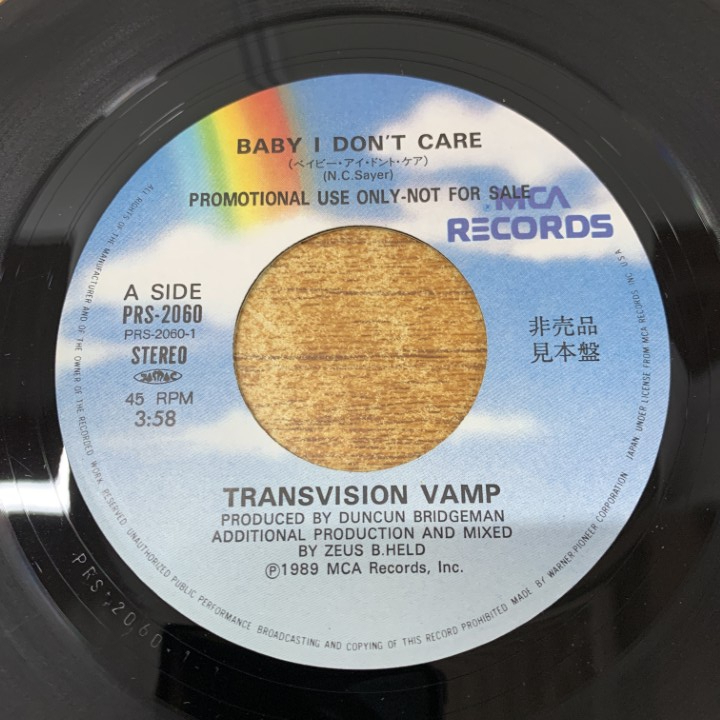 BABY I DON'T CARE
(ベイビー・アイ・ドント・ケア)
(N.C.Sayer)
PROMOTIONAL USE ONLY-NOT FOR SALE
MCA
RECORDS
A SIDE
PRS-2060
PRS-2060-1
STEREO
45 RPM
3:58
非売品
見本盤
TRANSVISION VAMP
PRODUCED BY DUNCUN BRIDGEMAN
ADDITIONAL PRODUCTION AND MIXED
BY ZEUS B.HELD
Ⓟ1989 MCA Records, Inc.
ALL RIGHTS OF THE MANUFACTURER AND OF THE OWNER OF THE RECORDED WORK RESERVED. UNAUTHORIZED PUBLIC PERFORMANCE BROADCASTING AND COPYING OF THIS RECORD PROHIBITED MADE BY WARNER-PIONEER CORPORATION, JAPAN UNDER LICENSE FROM MCA RECORDS INC. U.S.A.
PRS-2060-1